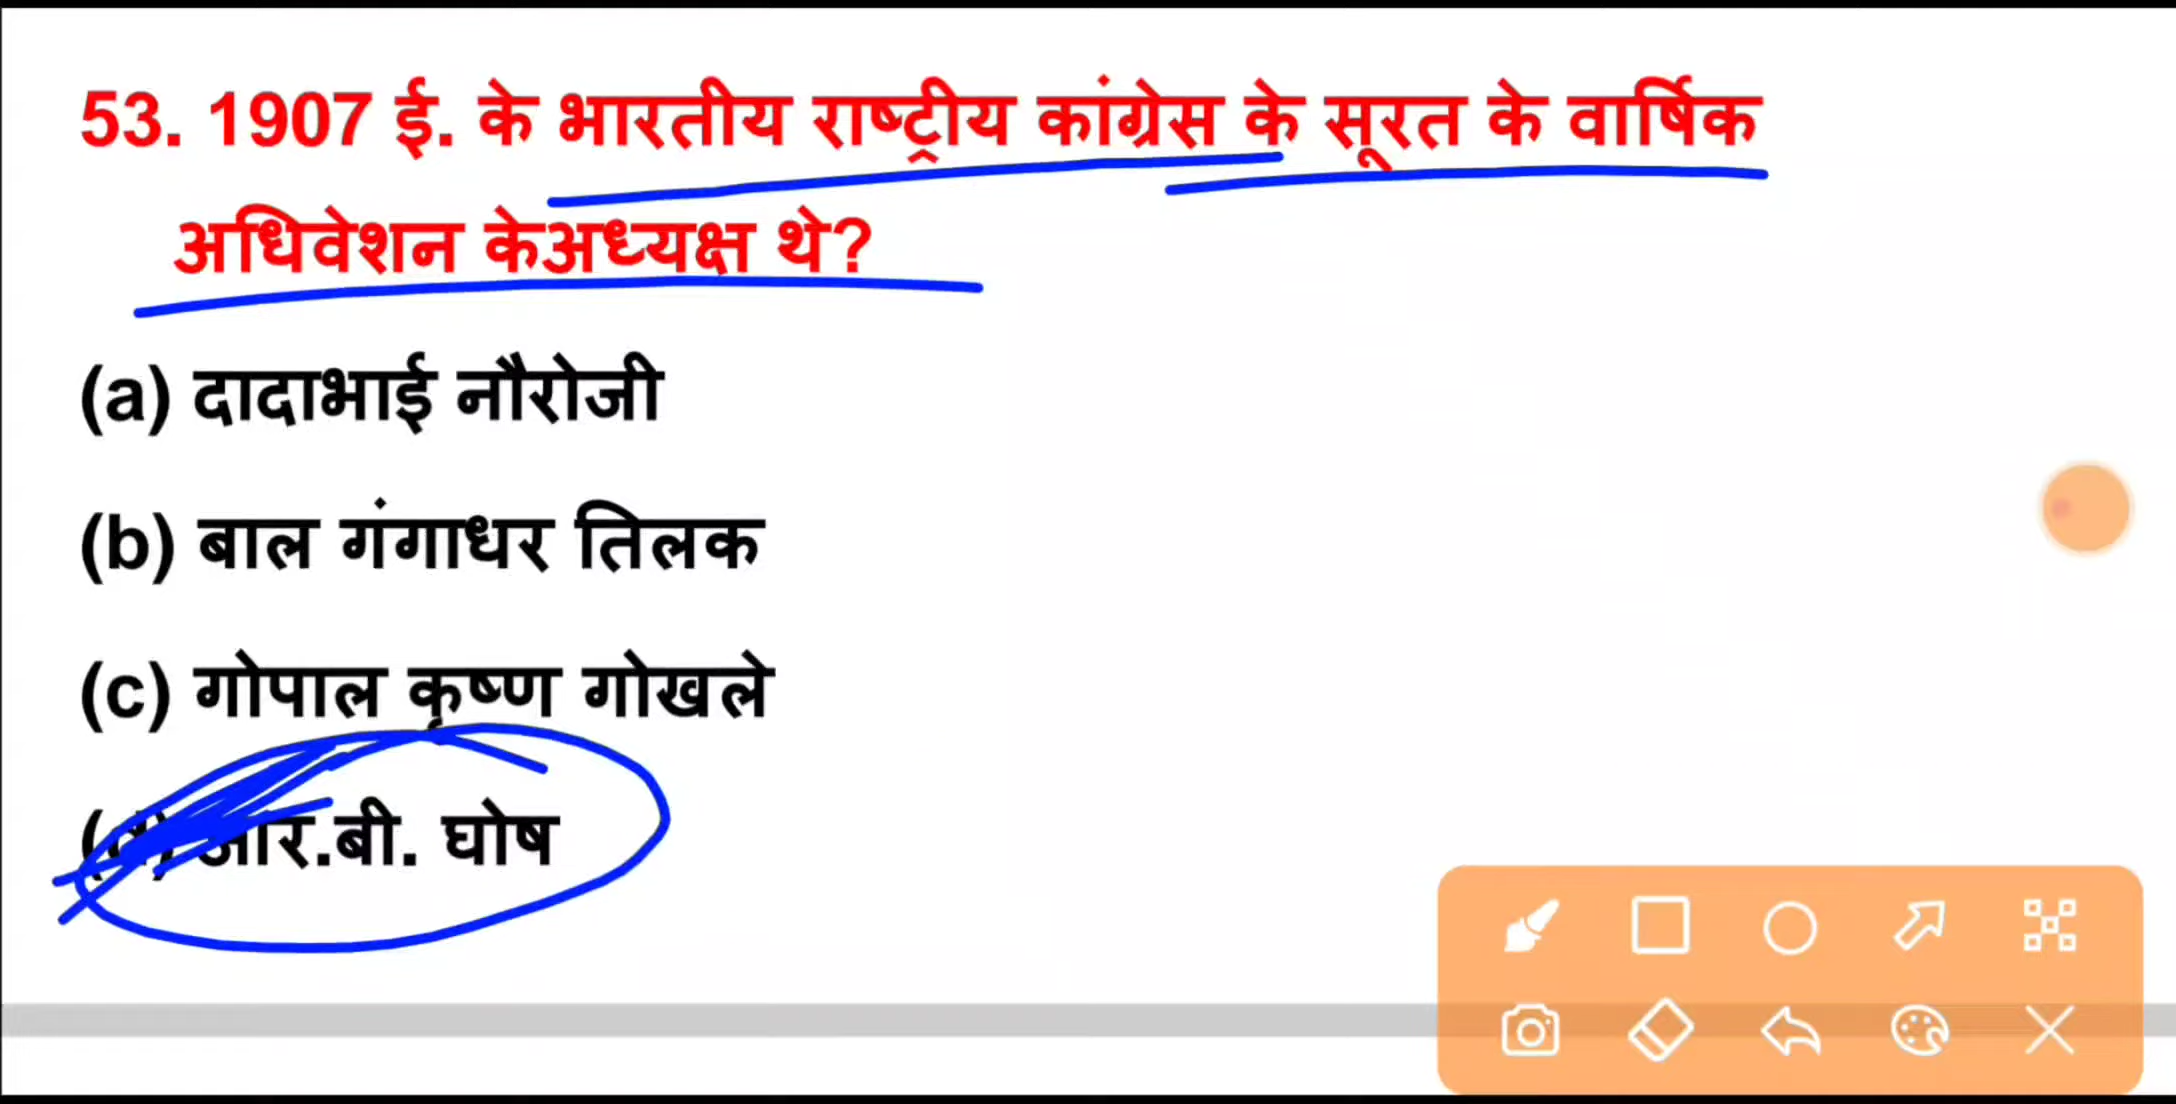 53. 1907 ई. के भारतीय राष्ट्रीय कांग्रेस के सूरत के वार्षिक
अधिवेशन केअध्यक्ष थे?
(a) दादाभाई नौरोजी
(b) बाल गंगाधर तिलक
(c) गोपाल कृष्ण गोखले
(d) आर.बी. घोष